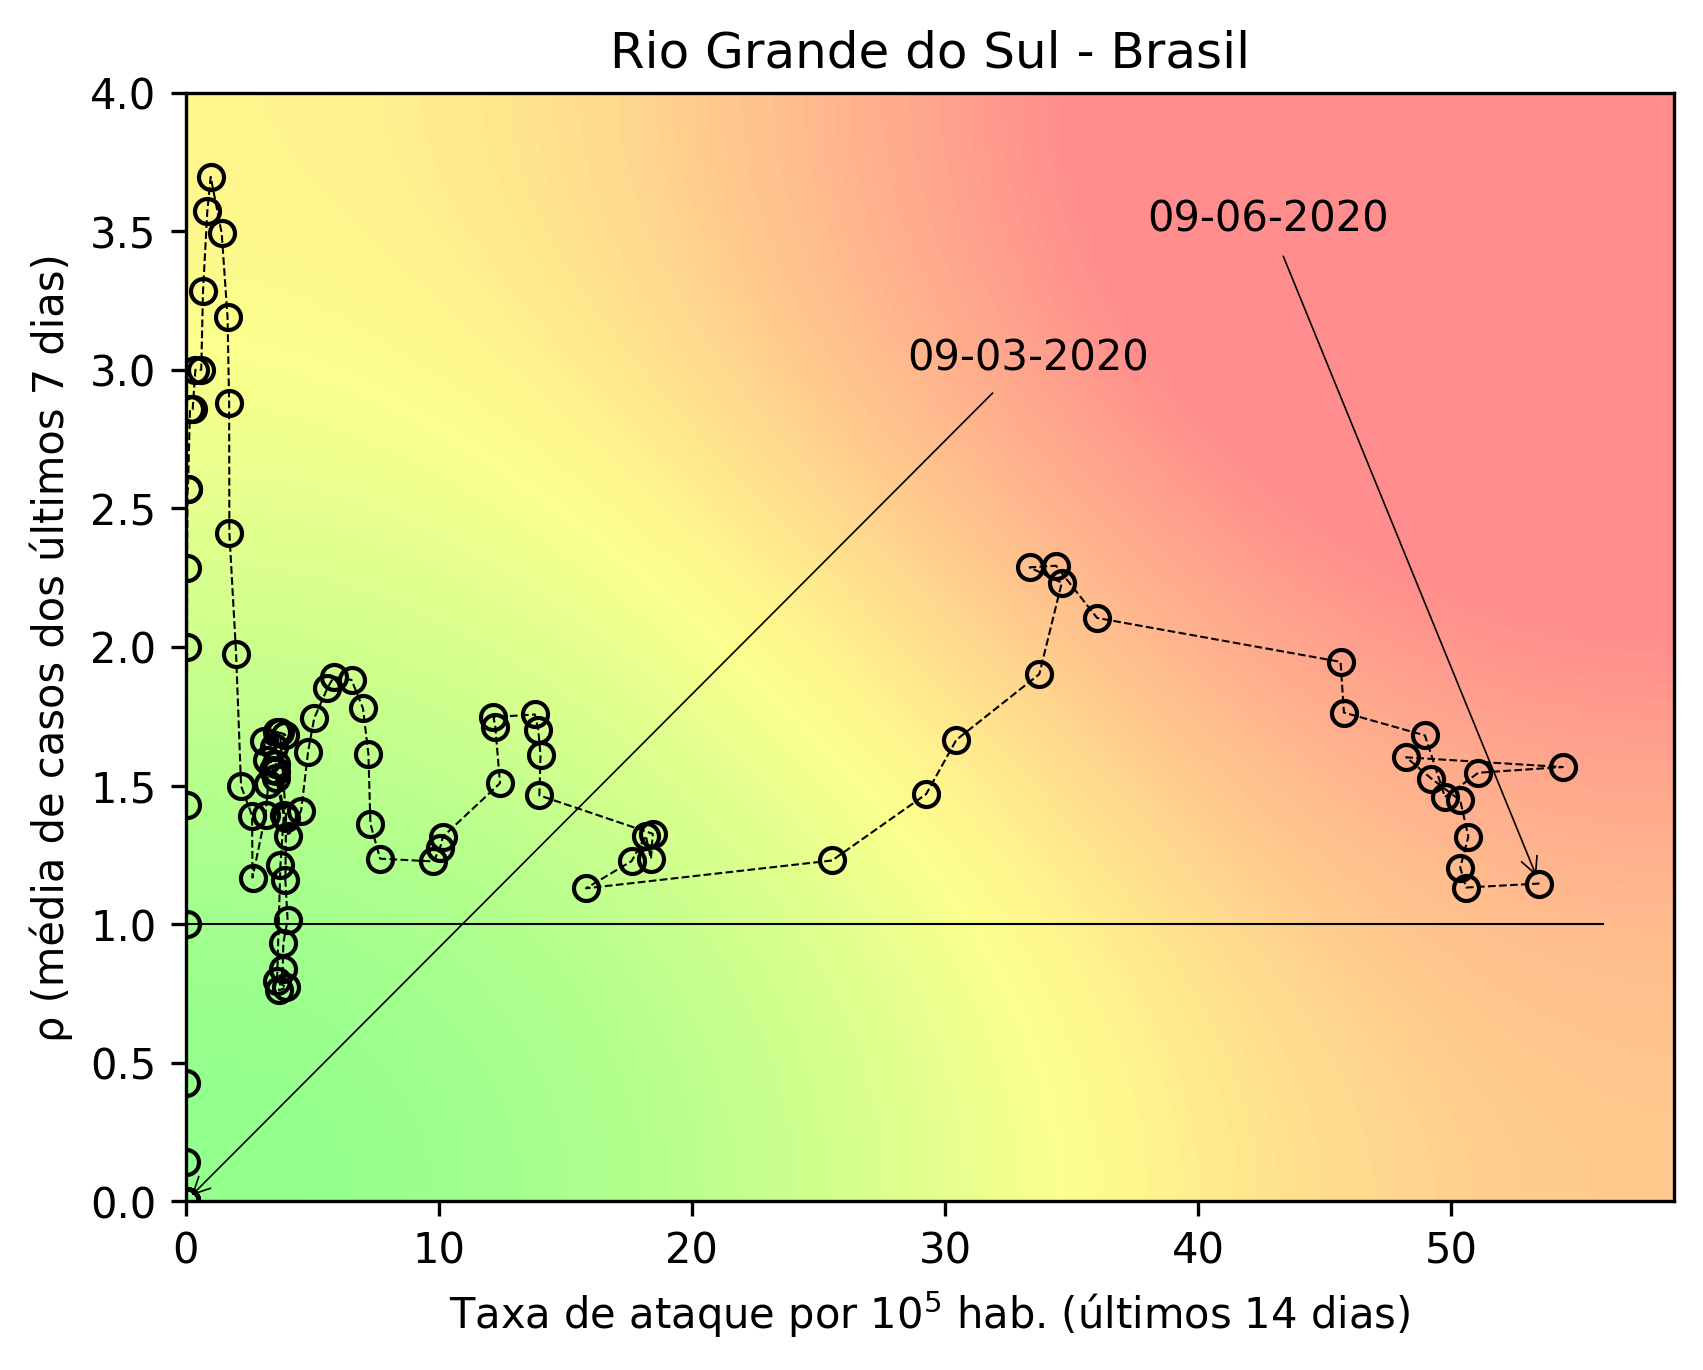 Rio Grande do Sul - Brasil
4.0
3.5
3.0
2.5
2.0
1.5
1.0
0.5
0.0
ρ (média de casos dos últimos 7 dias)
09-06-2020
09-03-2020
0 10 20 30 40 50
Taxa de ataque por 10⁵ hab. (últimos 14 dias)